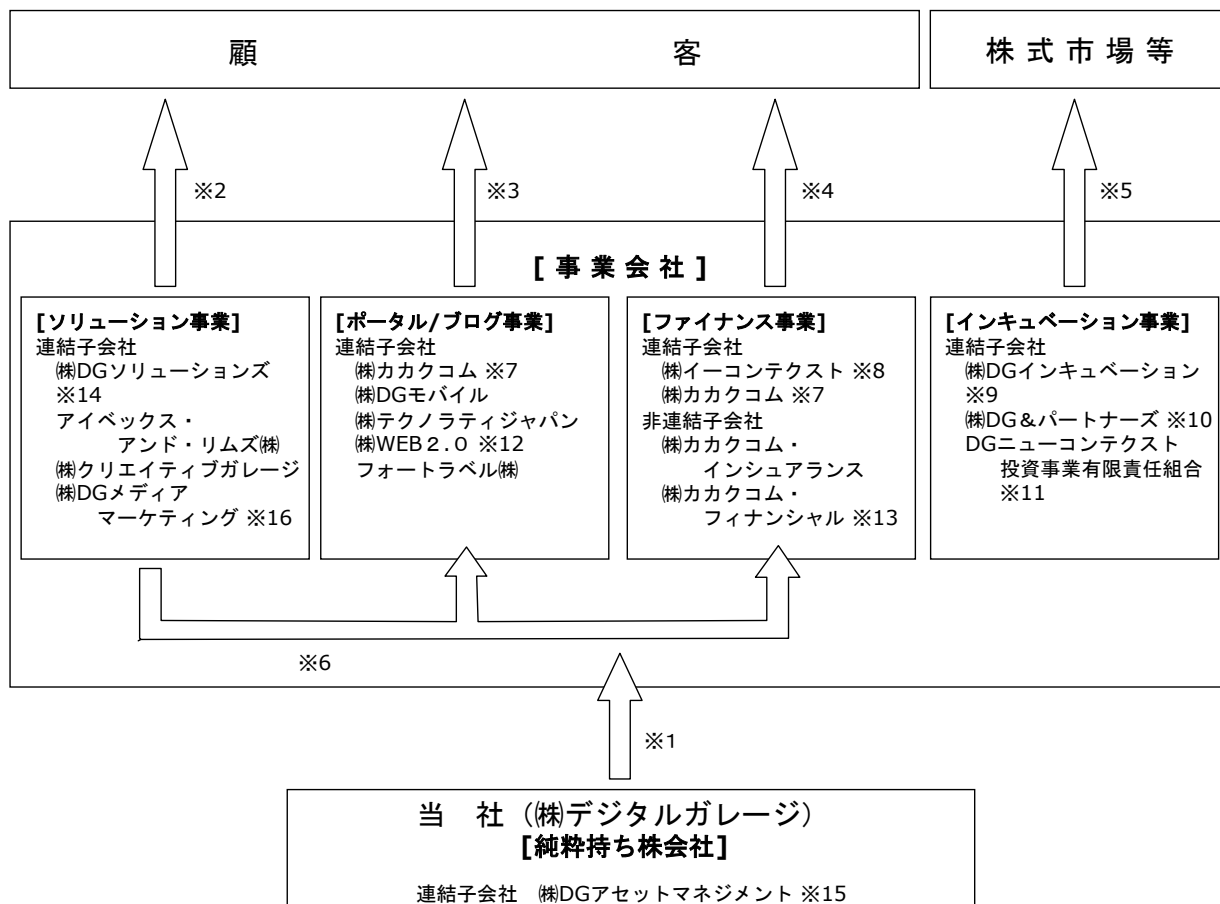 顧 客
株式市場等
※2
※3
※4
※5
[事業会社]
[ソリューション事業]
連結子会社
㈱DGソリューションズ
※14
アイベックス・
アンド・リムズ㈱
㈱クリエイティブガレージ
㈱DGメディア
マーケティング ※16
[ポータル/ブログ事業]
連結子会社
㈱カカクコム ※7
㈱DGモバイル
㈱テクノラティジャパン
㈱WEB2.0 ※12
フォートラベル㈱
[ファイナンス事業]
連結子会社
㈱イーコンテクスト ※8
㈱カカクコム ※7
非連結子会社
㈱カカクコム・
インシュアランス
㈱カカクコム・
フィナンシャル ※13
[インキュベーション事業]
連結子会社
㈱DGインキュベーション
※9
㈱DG&パートナーズ ※10
DGニューコンテクスト
投資事業有限責任組合
※11
※6
※1
当 社(㈱デジタルガレージ)
[純粋持ち株会社]
連結子会社 ㈱DGアセットマネジメント ※15